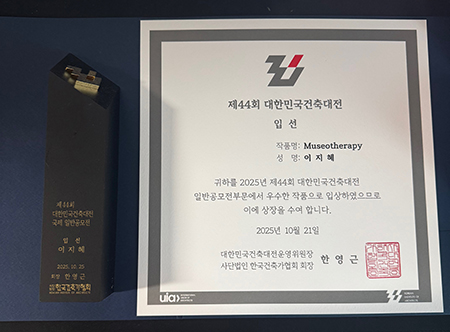 제44회
대한민국건축대전
국제 일반공모전
입 선
이 지 혜
2025. 10. 23
회장 한 영 근
한국건축가협회
제44회 대한민국건축대전
입 선
작품명: Museotherapy
성 명: 이 지 혜
귀하를 2025년 제44회 대한민국건축대전
일반공모전부문에서 우수한 작품으로 입상하였으므로
이에 상장을 수여 합니다.
2025년 10월 21일
대한민국건축대전운영위원장
사단법인 한국건축가협회 회장 한 영 근
uia